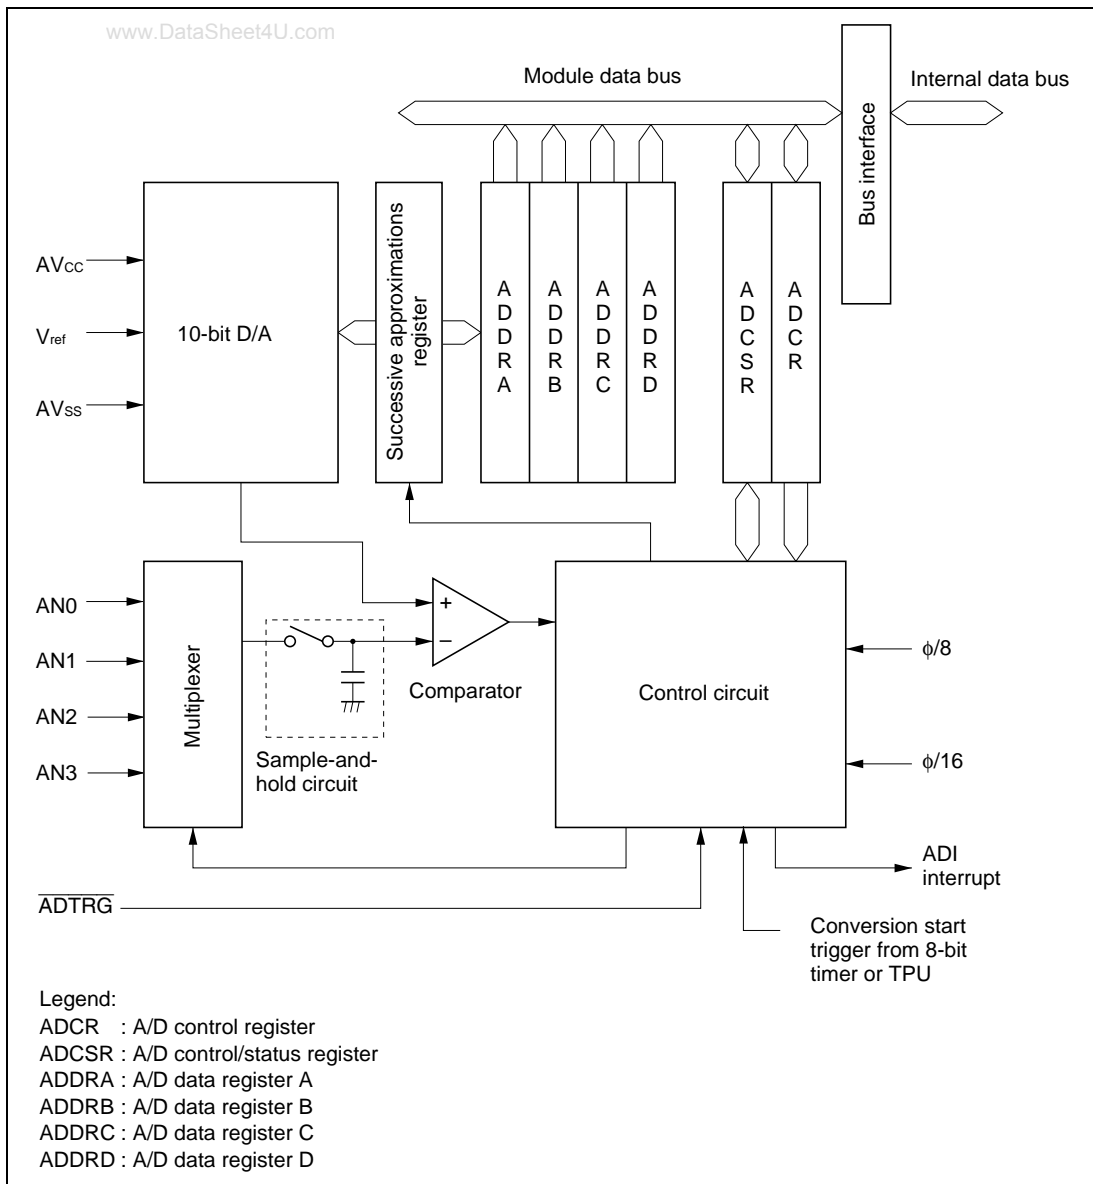 www.DataSheet4U.com
Module data bus
Internal data bus
Bus interface
AVCC
Vref
AVSS
10-bit D/A
Successive approximations
register
ADDRA
ADDRB
ADDRC
ADDRD
ADCSR
ADCR
AN0
AN1
AN2
AN3
Multiplexer
+
−
Comparator
Sample-and-
hold circuit
Control circuit
ϕ/8
ϕ/16
ADI
interrupt
ADTRG
Conversion start
trigger from 8-bit
timer or TPU
Legend:
ADCR : A/D control register
ADCSR : A/D control/status register
ADDRA : A/D data register A
ADDRB : A/D data register B
ADDRC : A/D data register C
ADDRD : A/D data register D